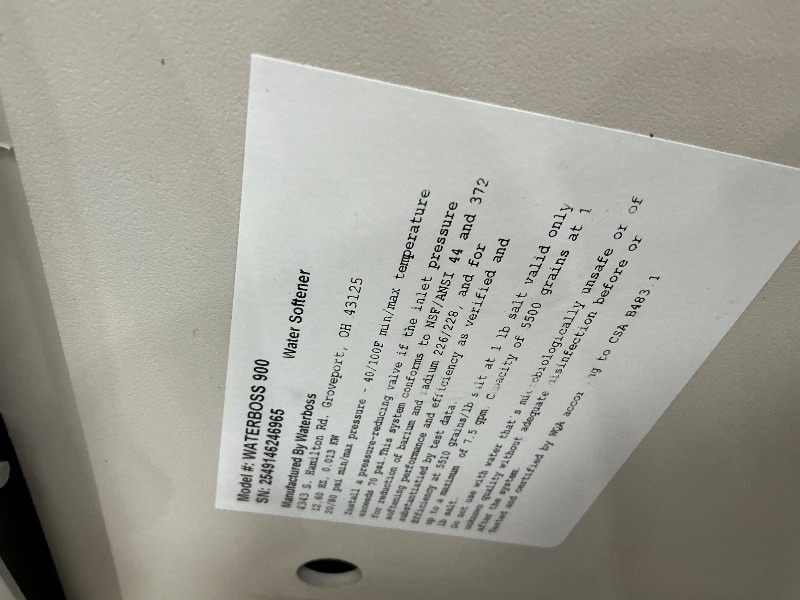 Model #: WATERBOSS 900
SN: 2549146246965
Water Softener
Manufactured By Waterboss
4343 S. Hamilton Rd. Groveport, OH 43125
12.60 HZ, 0.013 KW
20/80 psi min/max pressure - 40/100F min/max temperature
Install a pressure-reducing valve if the inlet pressure
exceeds 70 psi. This system conforms to NSF/ANSI 44 and 372
for reduction of barium and radium 226/228, and for
softening performance and efficiency as verified and
substantiated by test data.
Efficiency at 5510 grains/lb salt at 1 lb salt valid only
up to a maximum of 7.5 gpm. Capacity of 5500 grains at 1
lb salt.
Do not use with water that's microbiologically unsafe or of
unknown quality without adequate disinfection before or
after the system.
Tested and certified by WQA according to CSA B483.1